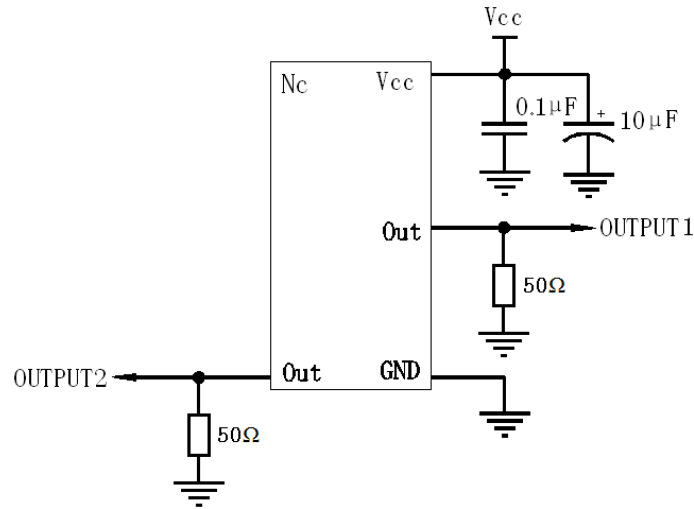 Vcc
Nc
Vcc
0.1μF
+
10μF
Out
OUTPUT1
50Ω
OUTPUT2
Out
GND
50Ω